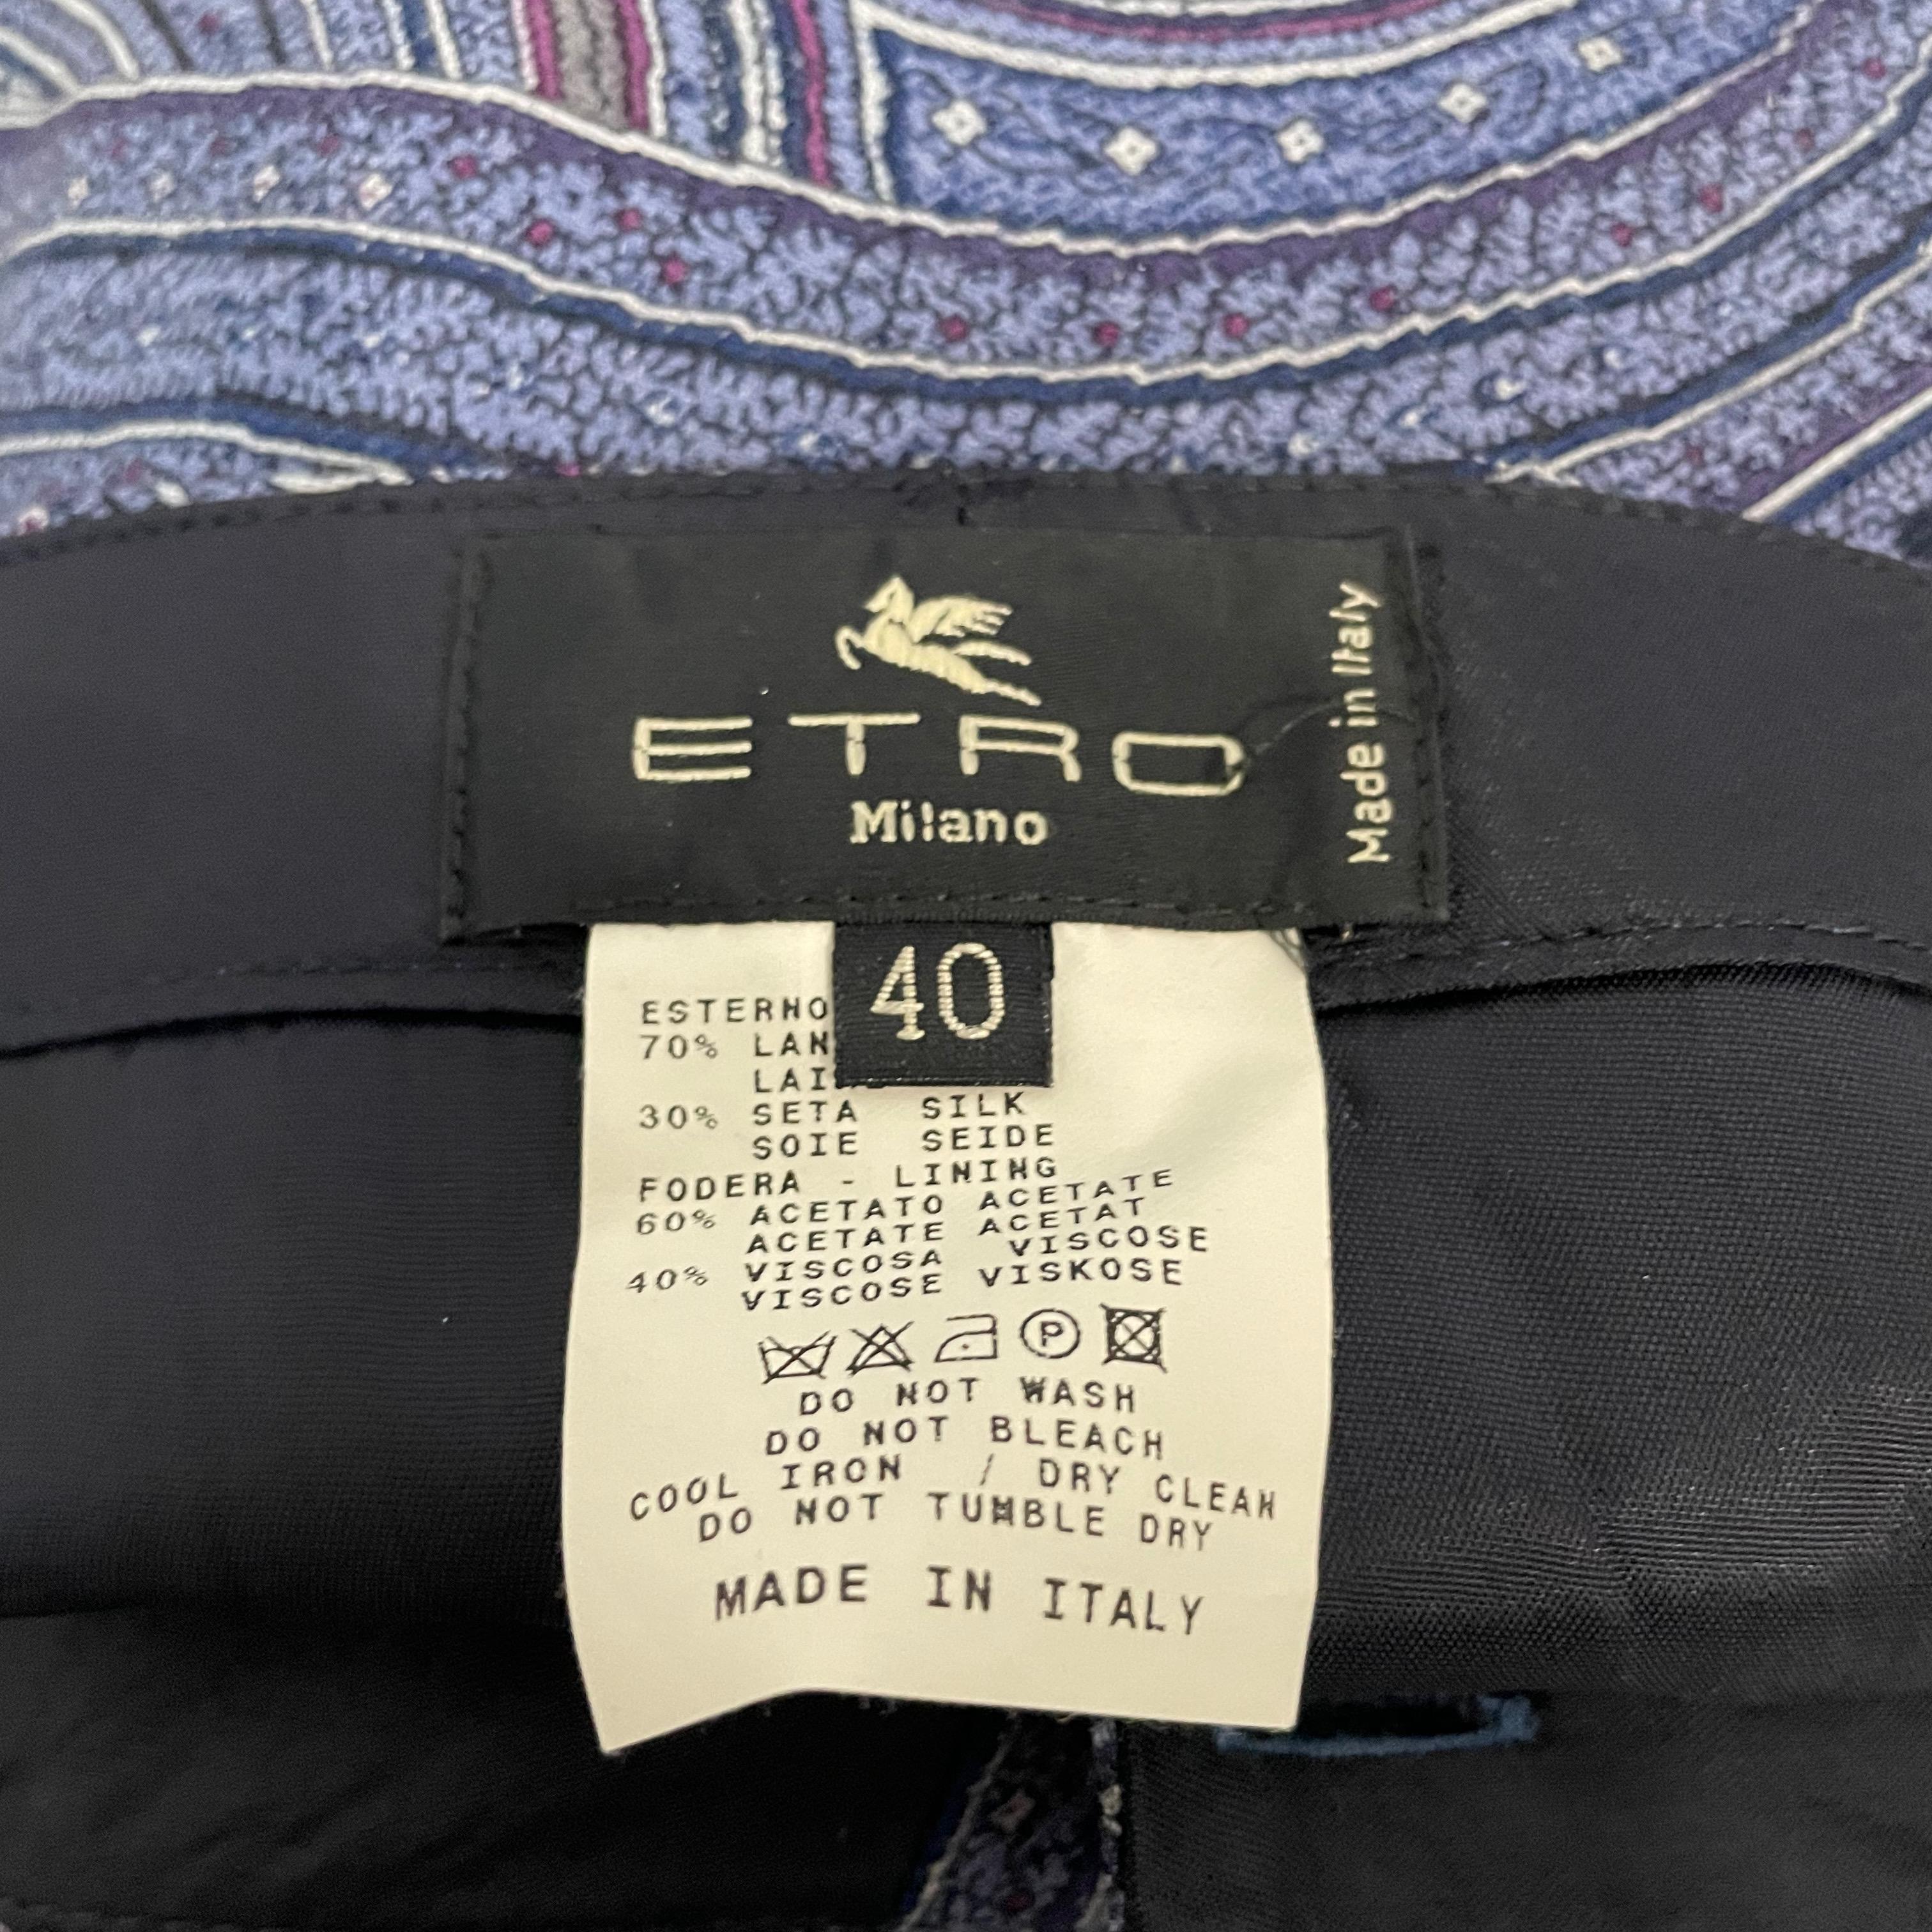 ETRO
Milano
Made in Italy
40
ESTERNO
70% LAN
LAI
30% SETA SILK
SOIE SEIDE
FODERA - LINING
60% ACETATO ACETATE
ACETATE ACETAT
40% VISCOSA VISCOSE
VISCOSE VISKOSE
P
DO NOT WASH
DO NOT BLEACH
COOL IRON / DRY CLEAN
DO NOT TUMBLE DRY
MADE IN ITALY